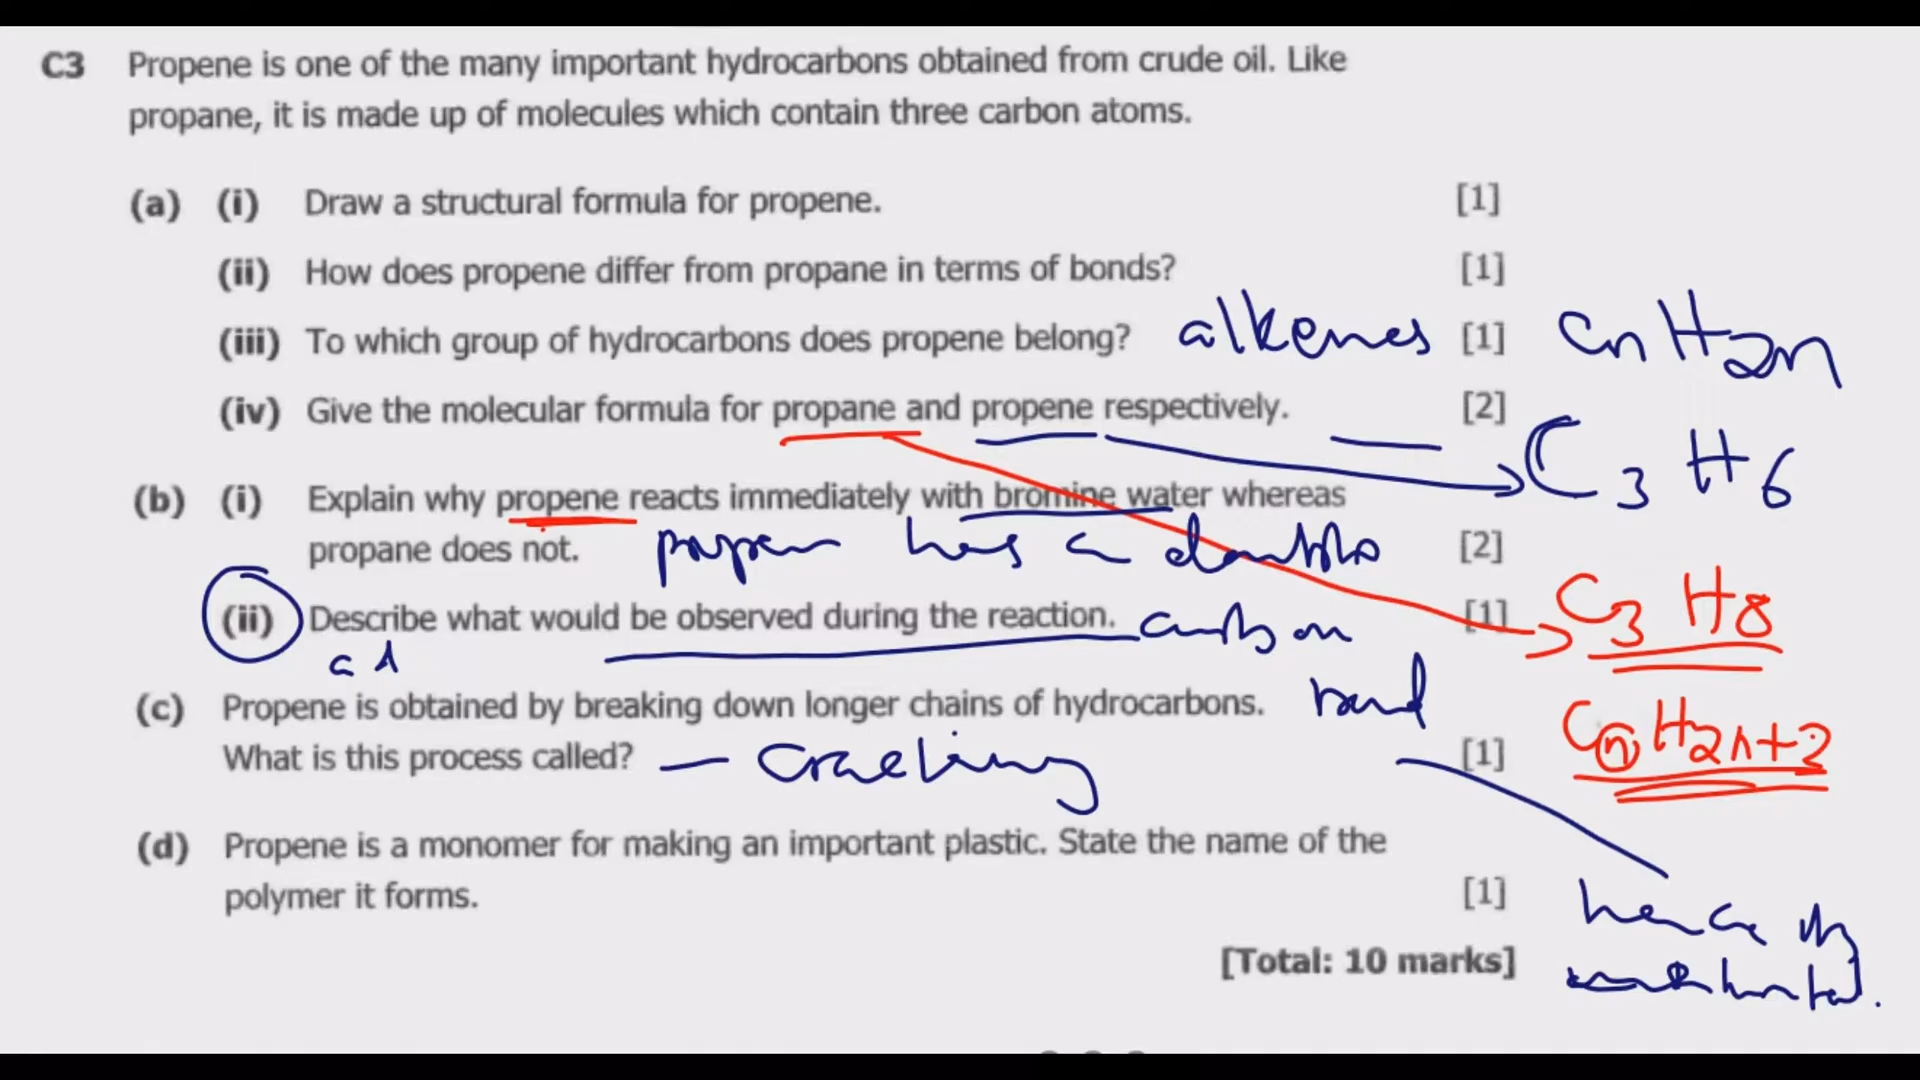 C3 Propene is one of the many important hydrocarbons obtained from crude oil. Like
propane, it is made up of molecules which contain three carbon atoms.
(a) (i) Draw a structural formula for propene. [1]
(ii) How does propene differ from propane in terms of bonds? [1]
(iii) To which group of hydrocarbons does propene belong? alkenes [1] CnH2n
(iv) Give the molecular formula for propane and propene respectively. [2]
C3H6
(b) (i) Explain why propene reacts immediately with bromine water whereas
propane does not. has a double [2]
C3H8
(ii) Describe what would be observed during the reaction. carbon [1]
bond
CnH2n+2
(c) Propene is obtained by breaking down longer chains of hydrocarbons.
What is this process called? – cracking [1]
(d) Propene is a monomer for making an important plastic. State the name of the
polymer it forms. [1]
hence
[Total: 10 marks]